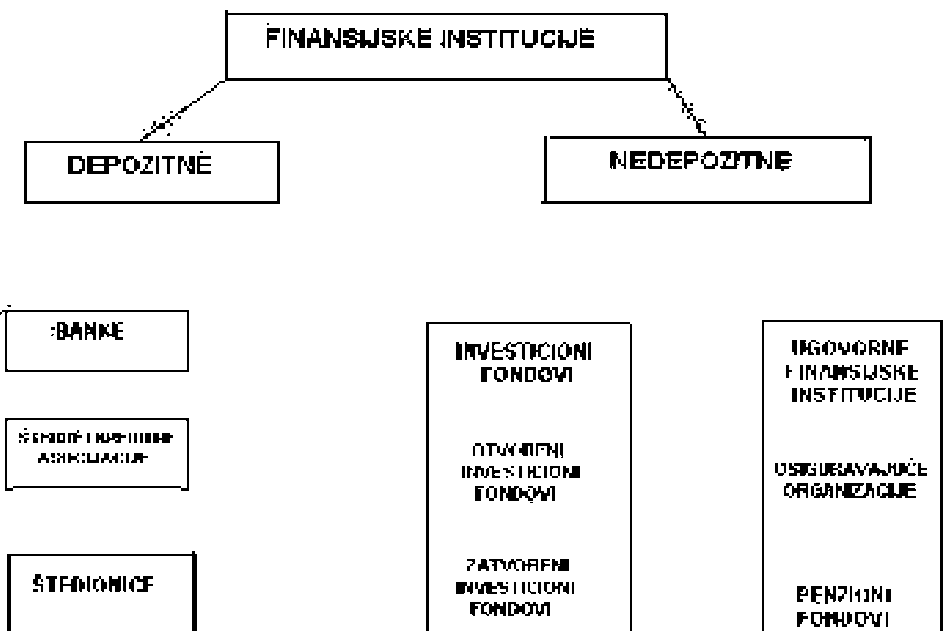 FINANSIJSKE INSTITUCIJE
DEPOZITNE
NEDEPOZITNE
BANKE
ŠTEDIONICE
INVESTICIONI
FONDOVI
OTVORENI
INVESTICIONI
FONDOVI
ZATVORENI
INVESTICIONI
FONDOVI
UGOVORNE
FINANSIJSKE
INSTITUCIJE
OSIGURAVAJUĆE
ORGANIZACIJE
PENZIONI
FONDOVI